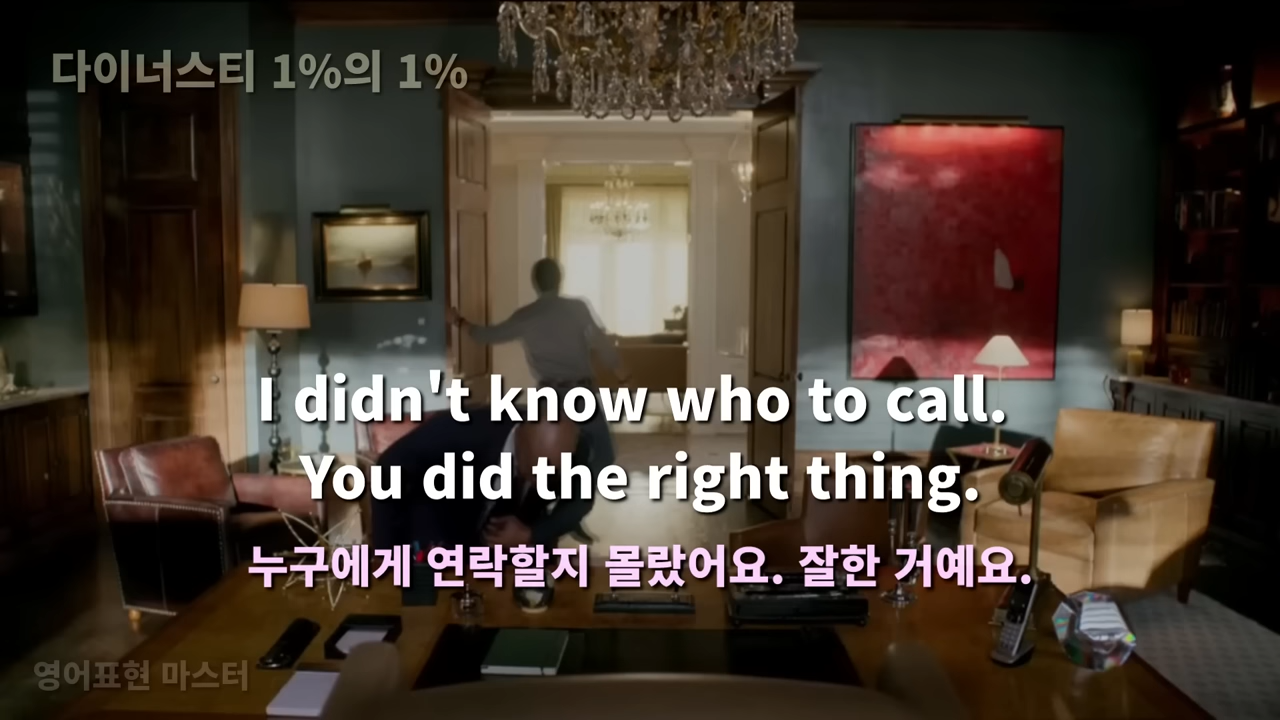 다이너스티 1%의 1%
I didn't know who to call.
You did the right thing.
누구에게 연락할지 몰랐어요. 잘한 거예요.
영어표현 마스터